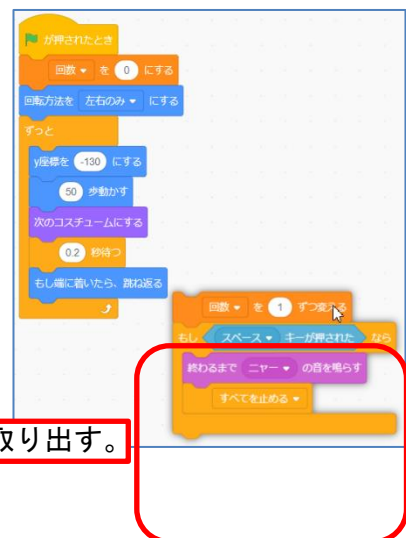 が押されたとき
回数 を 0 にする
回転方法を 左右のみ にする
ずっと
y座標を -130 にする
50 歩動かす
次のコスチュームにする
0.2 秒待つ
もし端に着いたら、跳ね返る
回数 を 1 ずつ変える
もし スペース キーが押された なら
終わるまで ニャー の音を鳴らす
すべてを止める
取り出す。